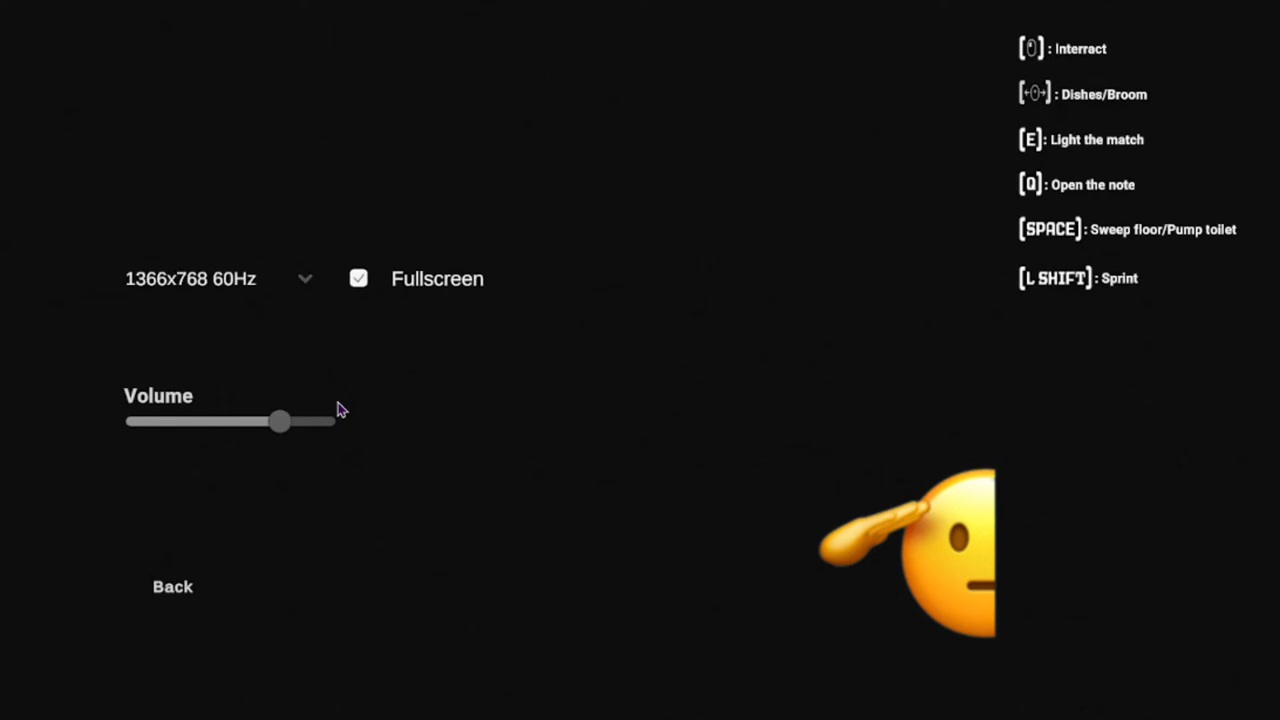 : Interract
: Dishes/Broom
[E]: Light the match
[Q]: Open the note
[SPACE]: Sweep floor/Pump toilet
[L SHIFT]: Sprint
1366x768 60Hz
Fullscreen
Volume
Back